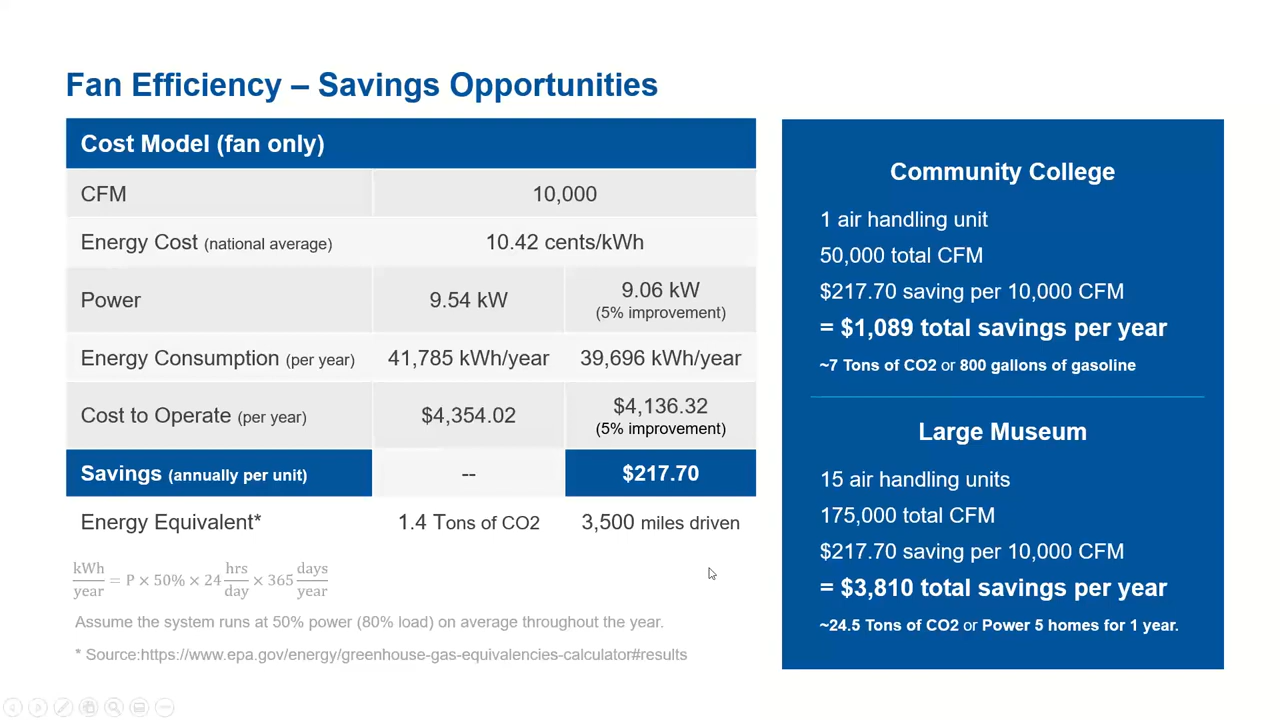 Fan Efficiency – Savings Opportunities
Cost Model (fan only)
CFM 10,000
Energy Cost (national average) 10.42 cents/kWh
Power 9.54 kW 9.06 kW
(5% improvement)
Energy Consumption (per year) 41,785 kWh/year 39,696 kWh/year
Cost to Operate (per year) $4,354.02 $4,136.32
(5% improvement)
Savings (annually per unit) -- $217.70
Energy Equivalent* 1.4 Tons of CO2 3,500 miles driven
kWh/year = P × 50% × 24 hrs/day × 365 days/year
Assume the system runs at 50% power (80% load) on average throughout the year.
* Source:https://www.epa.gov/energy/greenhouse-gas-equivalencies-calculator#results
Community College
1 air handling unit
50,000 total CFM
$217.70 saving per 10,000 CFM
= $1,089 total savings per year
~7 Tons of CO2 or 800 gallons of gasoline
Large Museum
15 air handling units
175,000 total CFM
$217.70 saving per 10,000 CFM
= $3,810 total savings per year
~24.5 Tons of CO2 or Power 5 homes for 1 year.